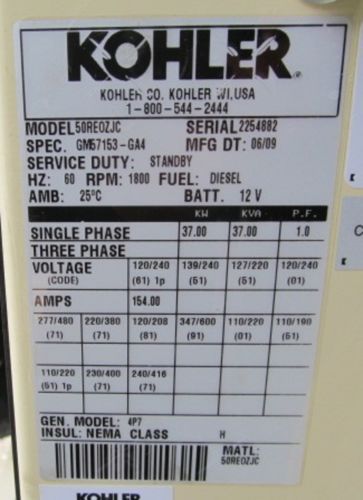 KOHLER®
KOHLER CO. KOHLER WI.USA
1-800-544-2444
MODEL 50REOZJC SERIAL 2254882
SPEC. GM57153-GA4 MFG DT: 06/09
SERVICE DUTY: STANDBY
HZ: 60 RPM: 1800 FUEL: DIESEL
AMB: 25°C BATT. 12 V
KW KVA P.F.
SINGLE PHASE 37.00 37.00 1.0
THREE PHASE
VOLTAGE 120/240 139/240 127/220 120/240
(CODE) (61) 1p (51) (51) (01)
AMPS 154.00
277/480 220/380 120/208 347/600 110/220 110/190
(71) (71) (81) (91) (01) (51)
110/220 230/400 240/416
(51) 1p (71) (71)
GEN. MODEL: 4P7
INSUL: NEMA CLASS H
MATL:
50REOZJC
KOHLER